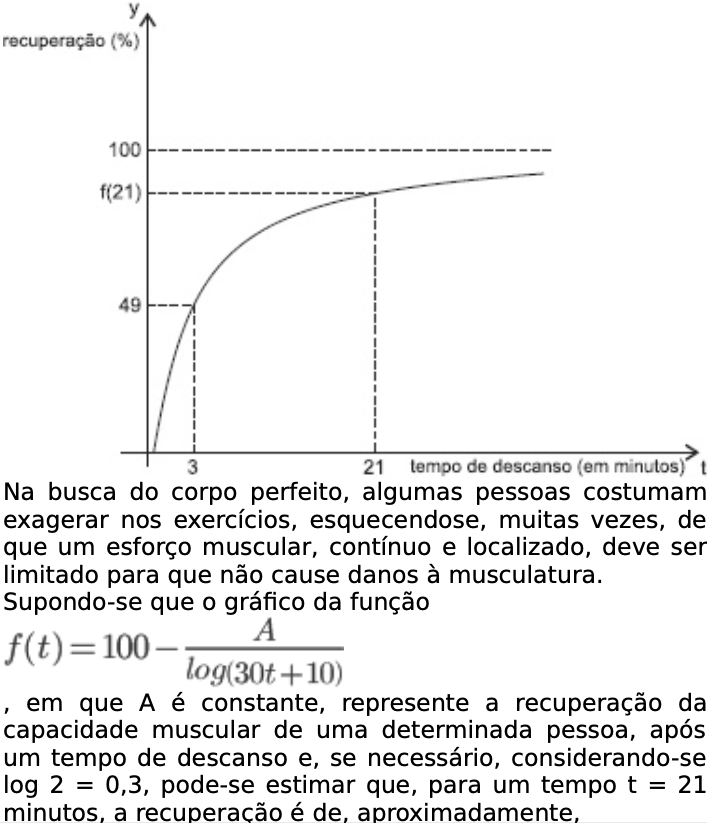 y
recuperação (%)
100
f(21)
49
3 21 tempo de descanso (em minutos) t
Na busca do corpo perfeito, algumas pessoas costumam
exagerar nos exercícios, esquecendose, muitas vezes, de
que um esforço muscular, contínuo e localizado, deve ser
limitado para que não cause danos à musculatura.
Supondo-se que o gráfico da função
f(t)=100-\frac{A}{log(30t+10)}
, em que A é constante, represente a recuperação da
capacidade muscular de uma determinada pessoa, após
um tempo de descanso e, se necessário, considerando-se
log 2 = 0,3, pode-se estimar que, para um tempo t = 21
minutos, a recuperação é de, aproximadamente,